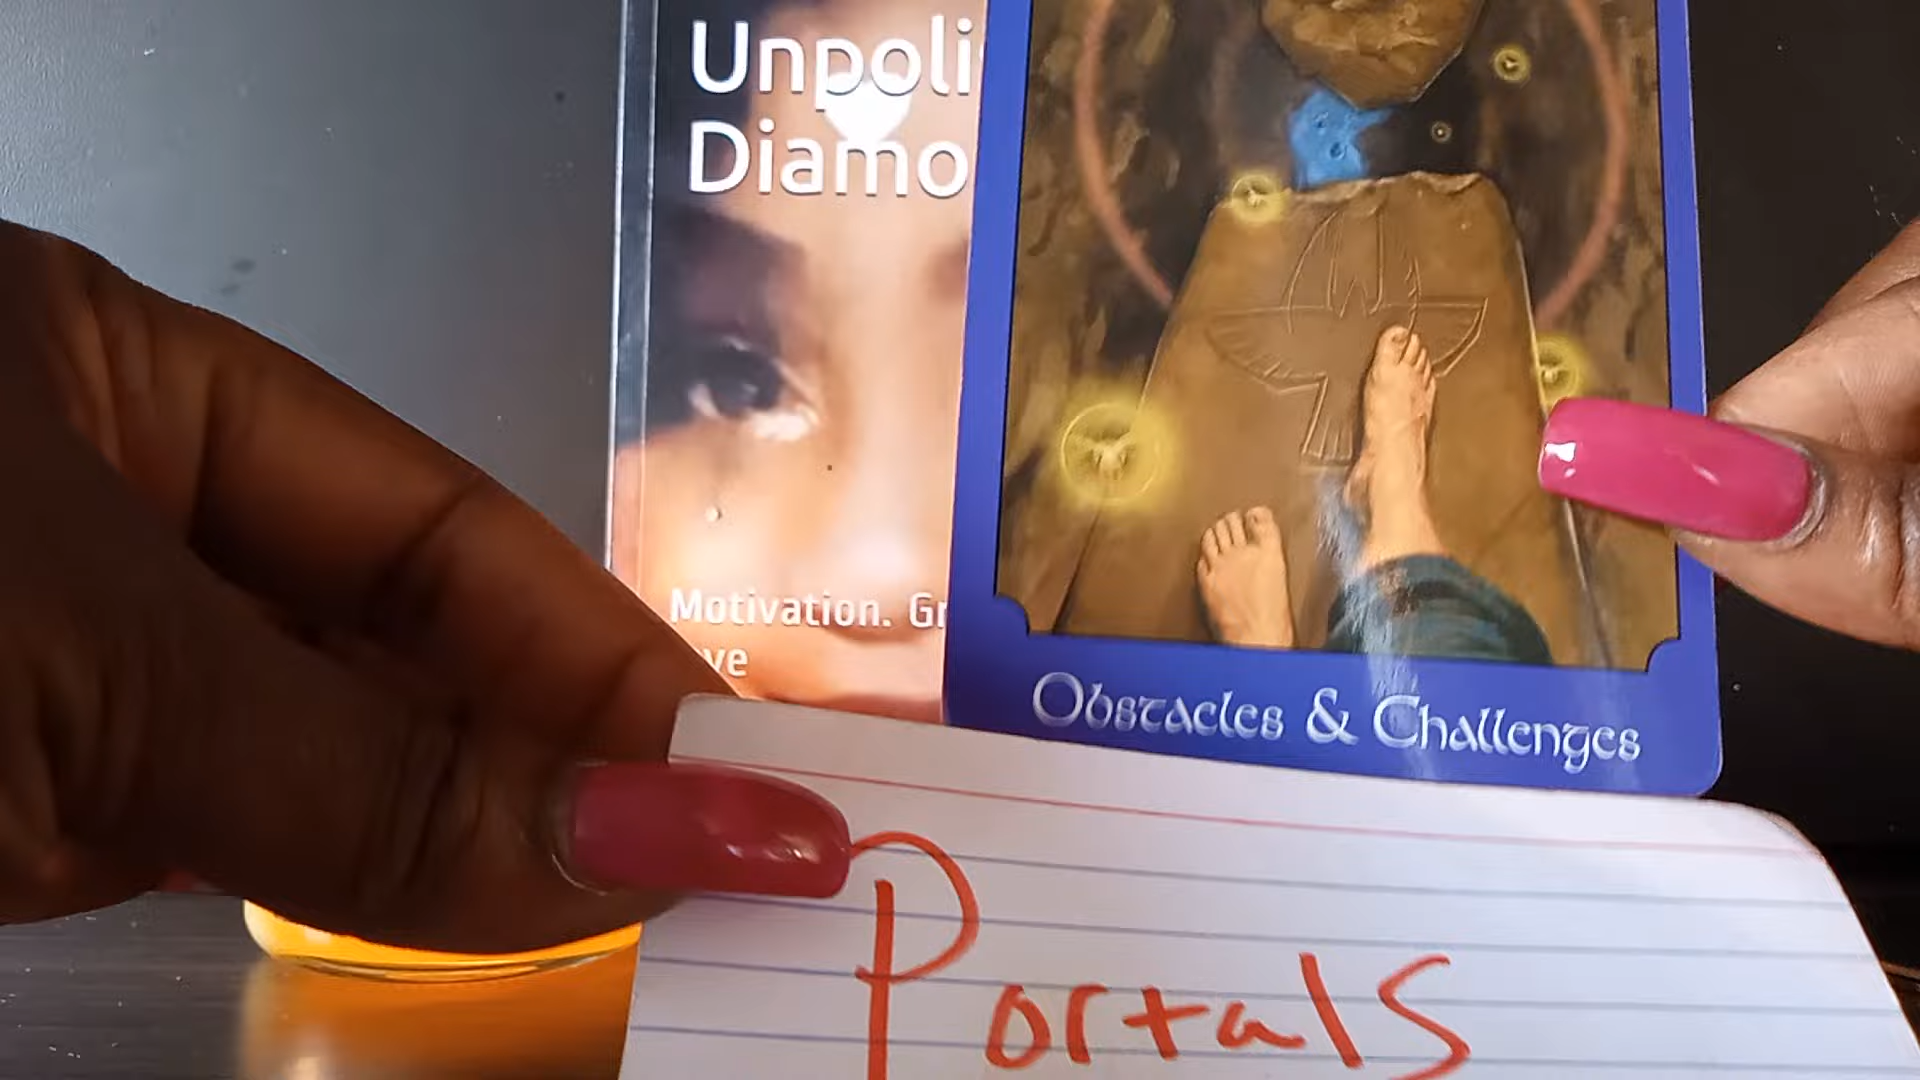 Unpoli
Diamo
Motivation. Gr
ve
Obstacles & Challenges
Portals